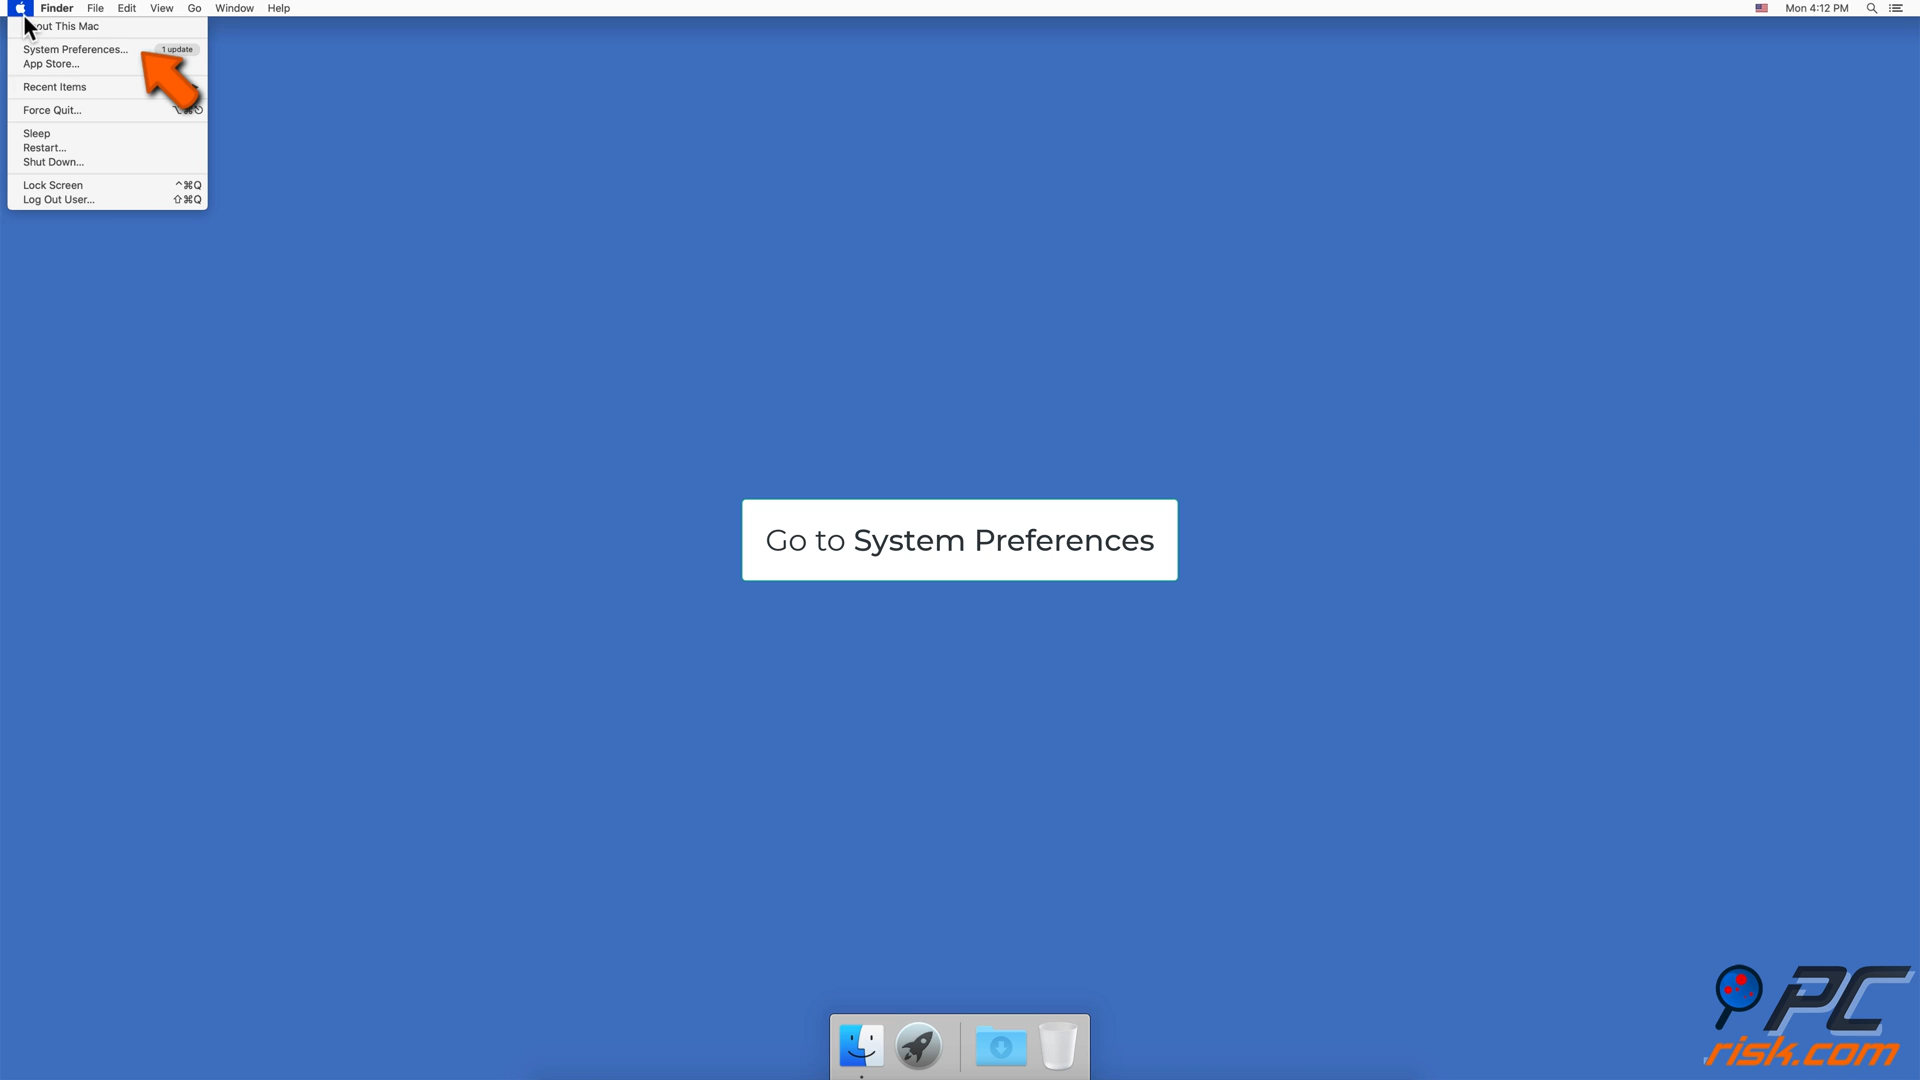 Finder File Edit View Go Window Help
Mon 4:12 PM
out This Mac
System Preferences... 1 update
App Store...
Recent Items
Force Quit...
Sleep
Restart...
Shut Down...
Lock Screen ^⌘Q
Log Out User... ⇧⌘Q
Go to System Preferences
PC
risk.com